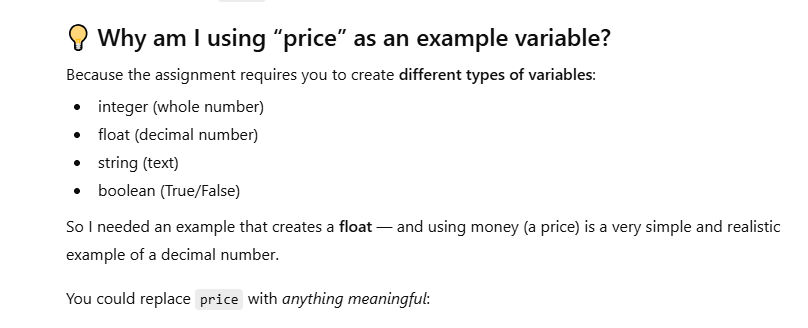 💡 Why am I using “price” as an example variable?
Because the assignment requires you to create different types of variables:
• integer (whole number)
• float (decimal number)
• string (text)
• boolean (True/False)
So I needed an example that creates a float — and using money (a price) is a very simple and realistic
example of a decimal number.
You could replace price with anything meaningful: